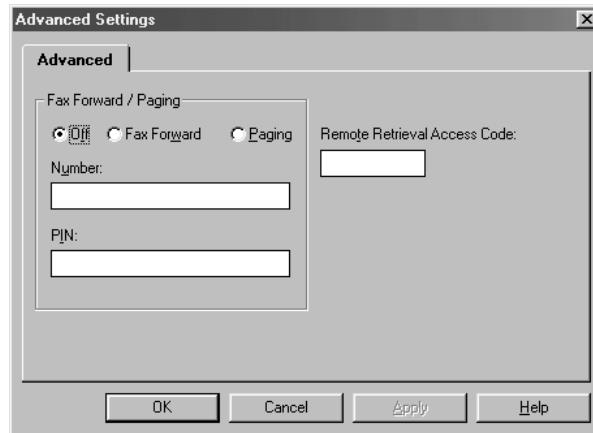 Advanced Settings
Advanced
Fax Forward / Paging
Off Fax Forward Paging
Remote Retrieval Access Code:
Number:
PIN:
OK Cancel Apply Help